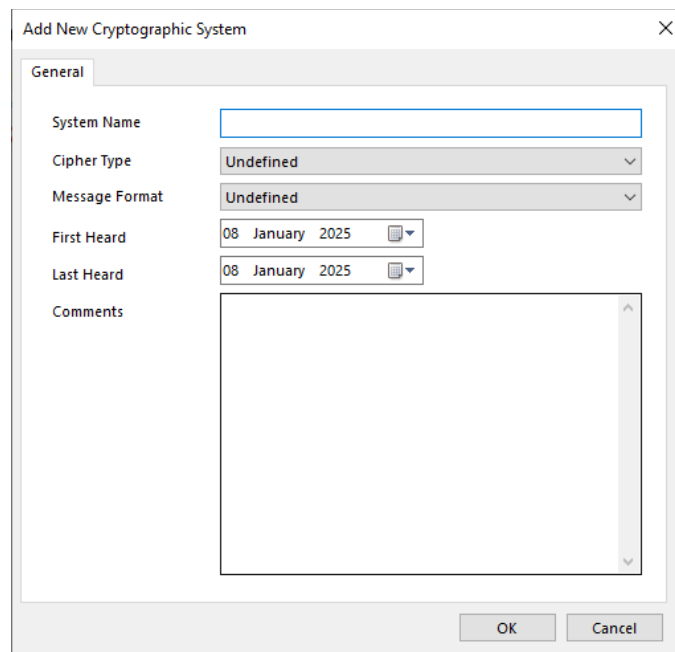 Add New Cryptographic System
General
System Name
Cipher Type Undefined
Message Format Undefined
First Heard 08 January 2025
Last Heard 08 January 2025
Comments
OK Cancel